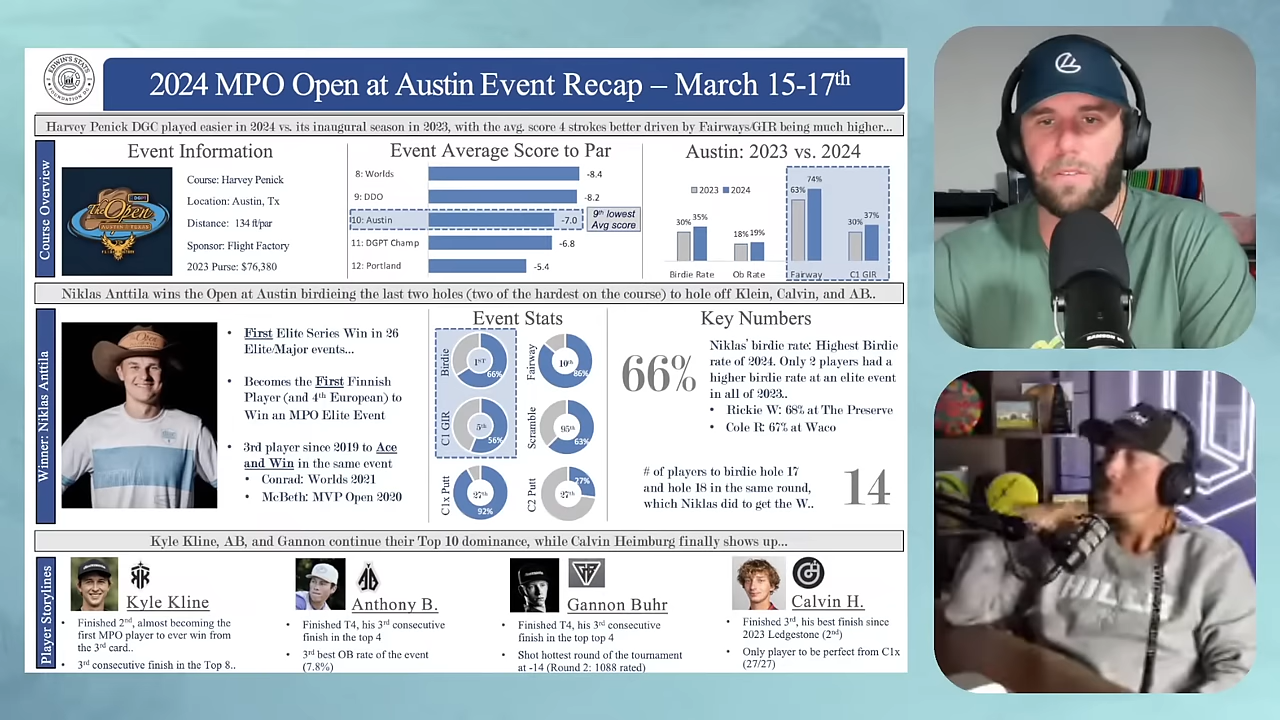 EDWIN'S STATS
FOUNDATION
2024 MPO Open at Austin Event Recap – March 15-17th
Harvey Penick DGC played easier in 2024 vs. its inaugural season in 2023, with the avg. score 4 strokes better driven by Fairways/GIR being much higher...
Course Overview
Event Information
The Open
AUSTIN TEXAS
Course: Harvey Penick
Location: Austin, Tx
Distance: 134 ft/par
Sponsor: Flight Factory
2023 Purse: $76,380
Event Average Score to Par
8: Worlds -8.4
9: DDO -8.2
10: Austin -7.0
9th lowest
Avg score
11: DGPT Champ -6.8
12: Portland -5.4
Austin: 2023 vs. 2024
2023 2024
30% 35% 18% 19% 63% 74% 30% 37%
Birdie Rate Ob Rate Fairway C1 GIR
Niklas Anttila wins the Open at Austin birdieing the last two holes (two of the hardest on the course) to hole off Klein, Calvin, and AB..
Winner: Niklas Anttila
• First Elite Series Win in 26
Elite/Major events...
• Becomes the First Finnish
Player (and 4th European) to
Win an MPO Elite Event
• 3rd player since 2019 to Ace
and Win in the same event
• Conrad: Worlds 2021
• McBeth: MVP Open 2020
Event Stats
Birdie 1ST 66%
Fairway 10th 86%
C1 GIR 5th 56%
Scramble 95th 63%
C1x Putt 27th 92%
C2 Putt 27th 27%
Key Numbers
66%
Niklas' birdie rate: Highest Birdie
rate of 2024. Only 2 players had a
higher birdie rate at an elite event
in all of 2023..
• Rickie W: 68% at The Preserve
• Cole R: 67% at Waco
# of players to birdie hole 17
and hole 18 in the same round,
which Niklas did to get the W..
14
Kyle Kline, AB, and Gannon continue their Top 10 dominance, while Calvin Heimburg finally shows up...
Player Storylines
Kyle Kline
• Finished 2nd, almost becoming the
first MPO player to ever win from
the 3rd card..
• 3rd consecutive finish in the Top 8..
Anthony B.
• Finished T4, his 3rd consecutive
finish in the top 4
• 3rd best OB rate of the event
(7.8%)
Gannon Buhr
• Finished T4, his 3rd consecutive
finish in the top top 4
• Shot hottest round of the tournament
at -14 (Round 2: 1088 rated)
Calvin H.
• Finished 3rd, his best finish since
2023 Ledgestone (2nd)
• Only player to be perfect from C1x
(27/27)